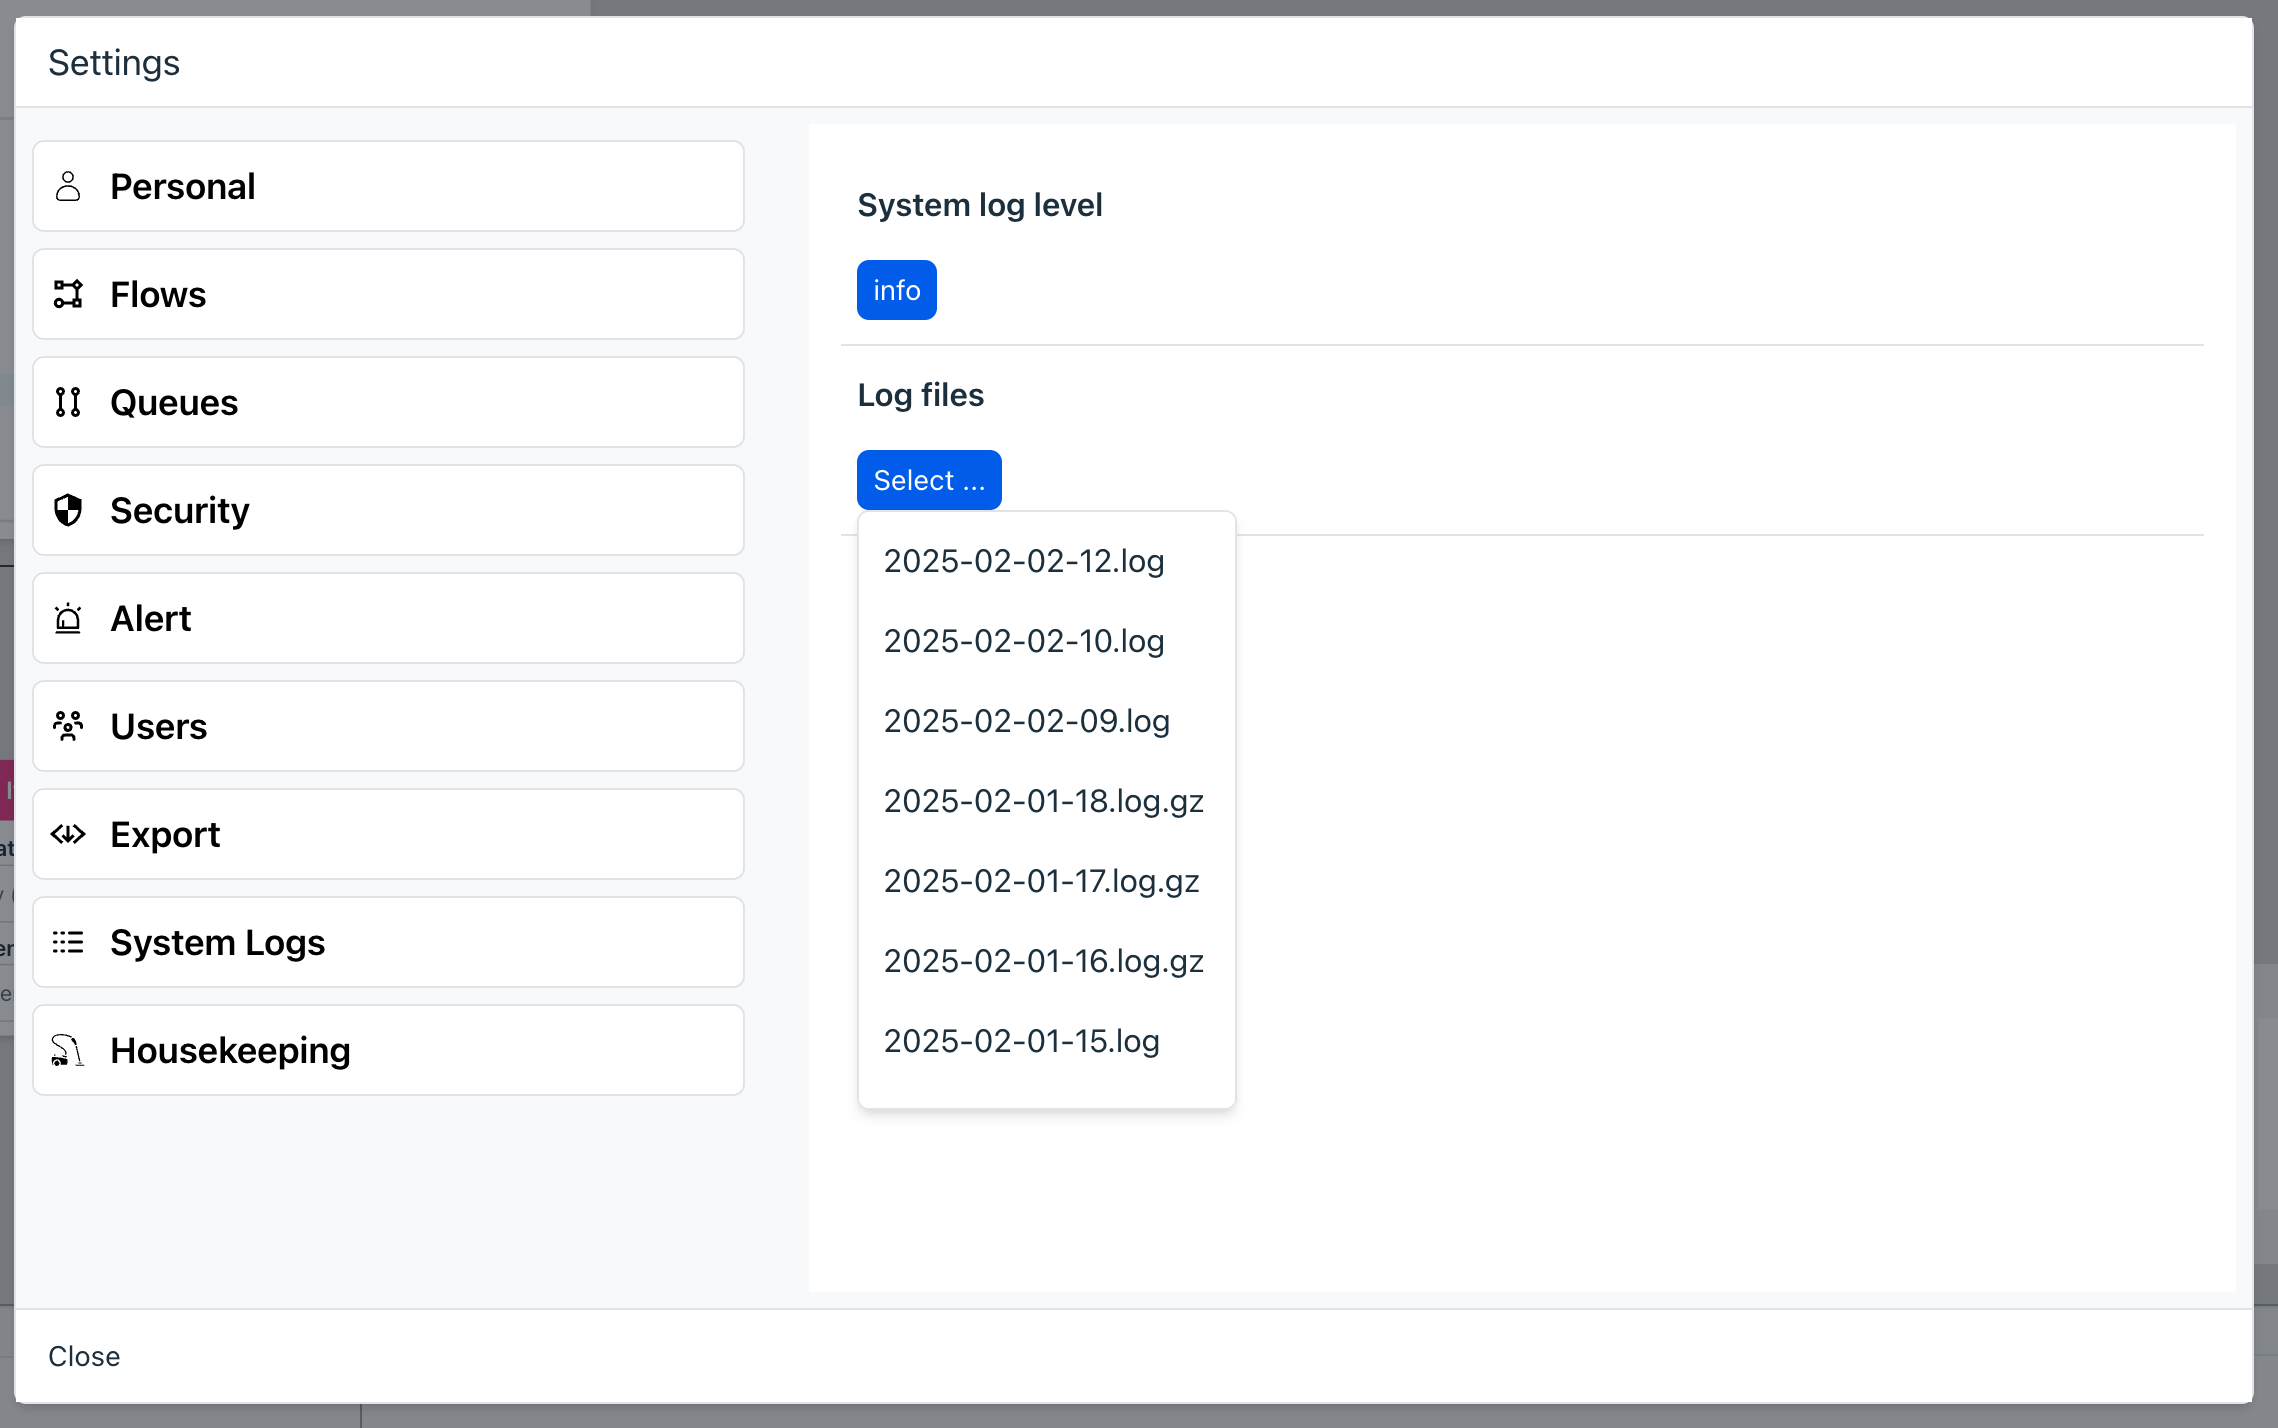 Settings
Personal
Flows
Queues
Security
Alert
Users
Export
System Logs
Housekeeping
System log level
info
Log files
Select ...
2025-02-02-12.log
2025-02-02-10.log
2025-02-02-09.log
2025-02-01-18.log.gz
2025-02-01-17.log.gz
2025-02-01-16.log.gz
2025-02-01-15.log
Close